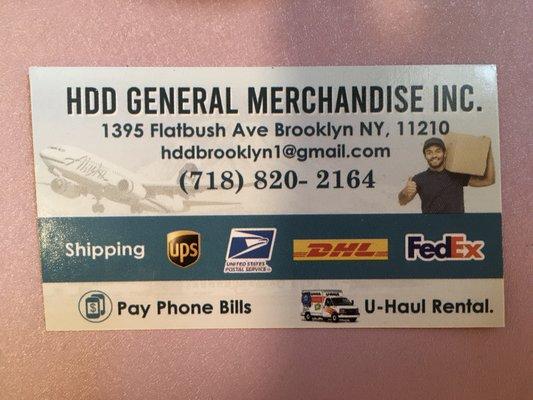 HDD GENERAL MERCHANDISE INC.
1395 Flatbush Ave Brooklyn NY, 11210
hddbrooklyn1@gmail.com
(718) 820- 2164
Shipping
ups
UNITED STATES
POSTAL SERVICE
DHL
FedEx
Pay Phone Bills
U-Haul Rental.